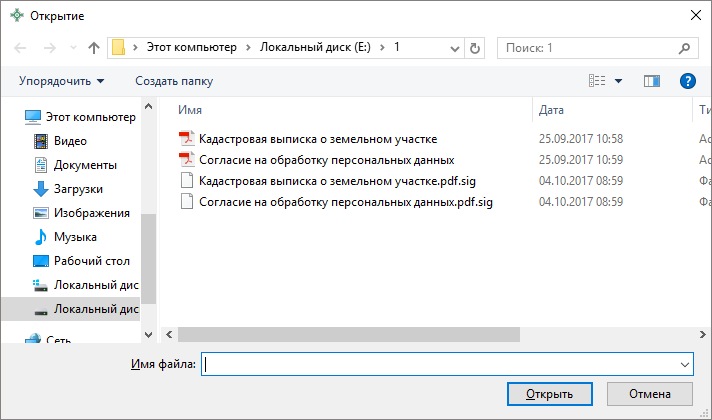 Открытие
Этот компьютер Локальный диск (E:) 1
Поиск: 1
Упорядочить Создать папку
Этот компьютер
Видео
Документы
Загрузки
Изображения
Музыка
Рабочий стол
Локальный дис
Локальный дис
Сеть
Имя Дата Ти
Кадастровая выписка о земельном участке 25.09.2017 10:58 Ac
Согласие на обработку персональных данных 25.09.2017 10:59 Ac
Кадастровая выписка о земельном участке.pdf.sig 04.10.2017 08:59 Фа
Согласие на обработку персональных данных.pdf.sig 04.10.2017 08:59 Фа
Имя файла:
Открыть Отмена